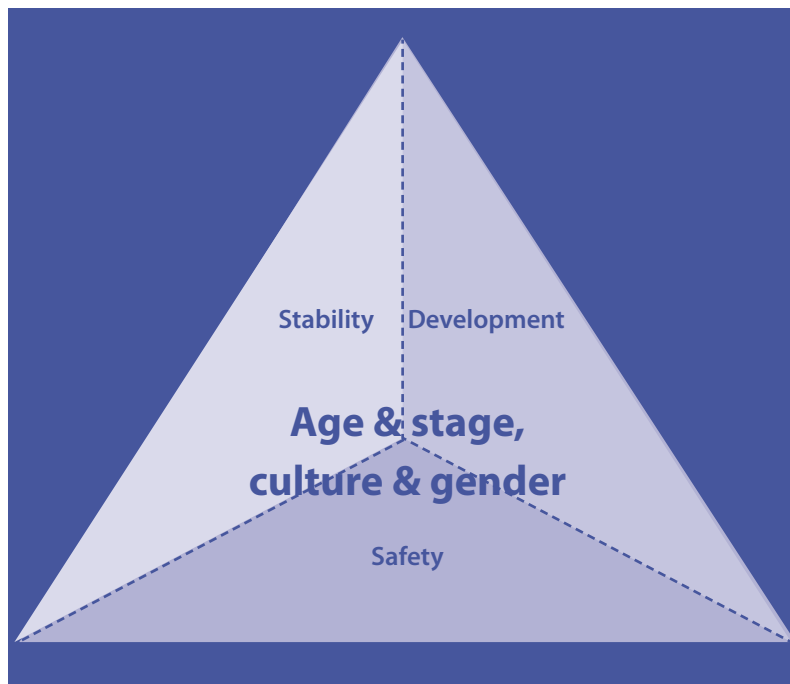 Stability
Development
Age & stage,
culture & gender
Safety